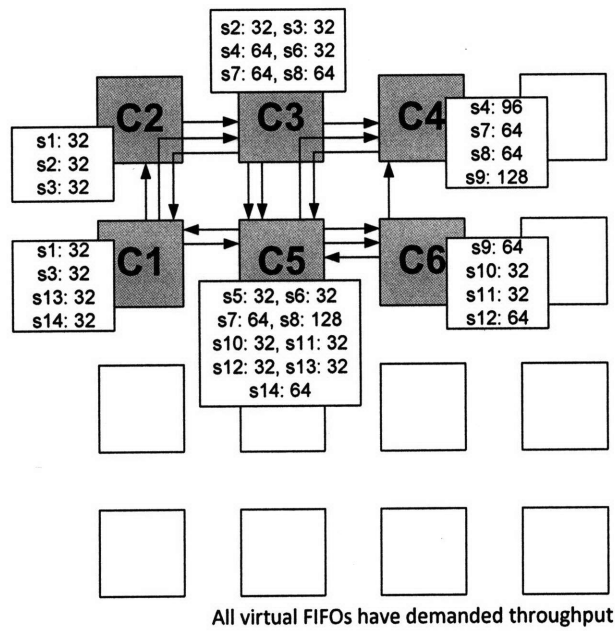 s2: 32, s3: 32
s4: 64, s6: 32
s7: 64, s8: 64
C2
C3
C4
s1: 32
s2: 32
s3: 32
s4: 96
s7: 64
s8: 64
s9: 128
C1
C5
C6
s1: 32
s3: 32
s13: 32
s14: 32
s5: 32, s6: 32
s7: 64, s8: 128
s10: 32, s11: 32
s12: 32, s13: 32
s14: 64
s9: 64
s10: 32
s11: 32
s12: 64
All virtual FIFOs have demanded throughput